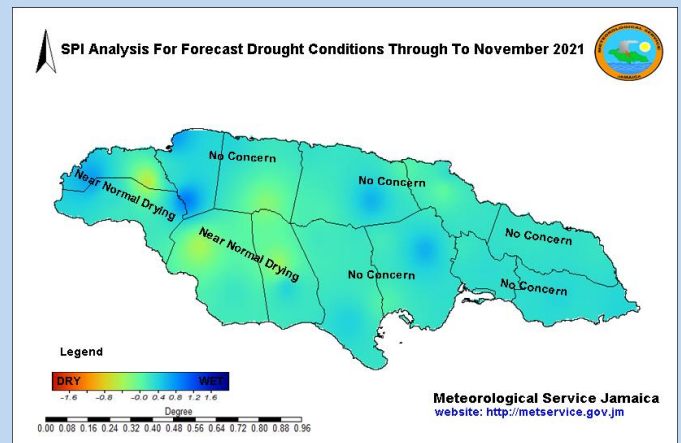 SPI Analysis For Forecast Drought Conditions Through To November 2021
METEOROLOGICAL SERVICE
JAMAICA
No Concern
No Concern
Near Normal Drying
No Concern
Near Normal Drying
No Concern
No Concern
Legend
DRY WET
-1.6 -0.8 -0.0 0.4 0.8 1.2 1.6
Degree
0.00 0.08 0.16 0.24 0.32 0.40 0.48 0.56 0.64 0.72 0.80 0.88 0.96
Meteorological Service Jamaica
website: http://metservice.gov.jm